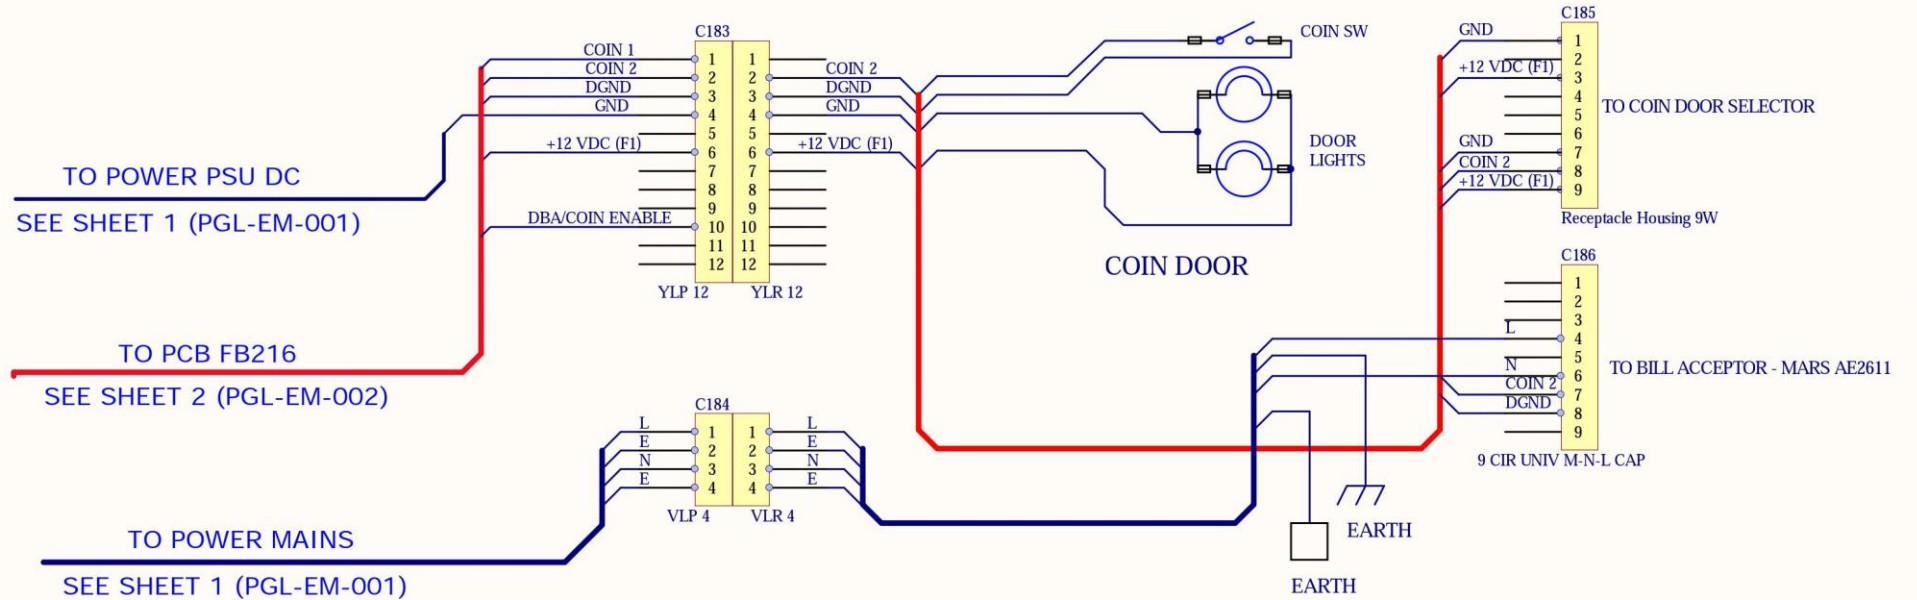 C183
COIN 1
COIN 2
DGND
GND
+12 VDC (F1)
DBA/COIN ENABLE
1 1
2 2
3 3
4 4
5 5
6 6
7 7
8 8
9 9
10 10
11 11
12 12
YLP 12 YLR 12
COIN 2
DGND
GND
+12 VDC (F1)
COIN SW
DOOR
LIGHTS
COIN DOOR
TO POWER PSU DC
SEE SHEET 1 (PGL-EM-001)
TO PCB FB216
SEE SHEET 2 (PGL-EM-002)
TO POWER MAINS
SEE SHEET 1 (PGL-EM-001)
C184
L 1 1 L
E 2 2 E
N 3 3 N
E 4 4 E
VLP 4 VLR 4
C185
GND 1
2
+12 VDC (F1) 3
4
5
6
GND 7
COIN 2 8
+12 VDC (F1) 9
TO COIN DOOR SELECTOR
Receptacle Housing 9W
C186
1
2
3
L 4
5
N 6
COIN 2 7
DGND 8
9
TO BILL ACCEPTOR - MARS AE2611
9 CIR UNIV M-N-L CAP
EARTH
EARTH